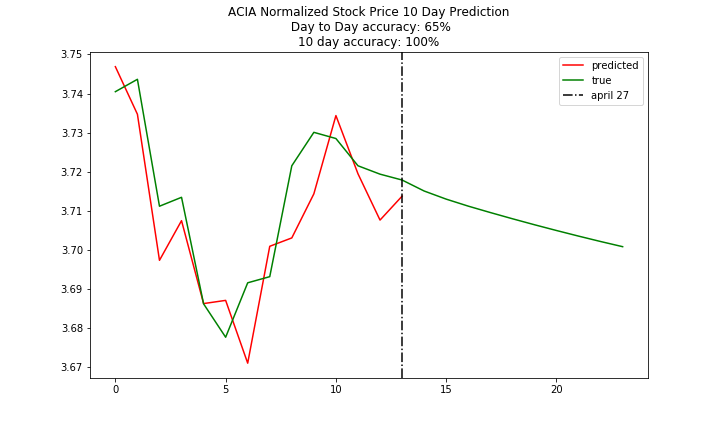 ACIA Normalized Stock Price 10 Day Prediction
Day to Day accuracy: 65%
10 day accuracy: 100%
3.75
3.74
3.73
3.72
3.71
3.70
3.69
3.68
3.67
0
5
10
15
20
predicted
true
april 27